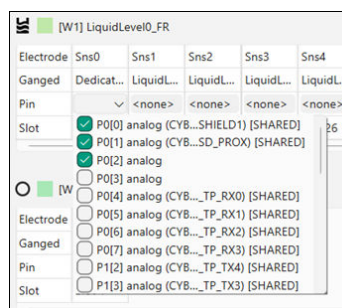 [W1] LiquidLevel0_FR
Electrode Sns0 Sns1 Sns2 Sns3 Sns4
Ganged Dedicat... LiquidL... LiquidL... LiquidL... LiquidL.
Pin <none> <none> <none> <none>
Slot 26
P0[0] analog (CYB...SHIELD1) [SHARED]
P0[1] analog (CYB...SD_PROX) [SHARED]
P0[2] analog
P0[3] analog
[W
P0[4] analog (CYB..._TP_RX0) [SHARED]
P0[5] analog (CYB..._TP_RX1) [SHARED]
Electrode
P0[6] analog (CYB..._TP_RX2) [SHARED]
Ganged
P0[7] analog (CYB..._TP_RX3) [SHARED]
Pin
P1[2] analog (CYB..._TP_TX4) [SHARED]
Slot
P1[3] analog (CYB..._TP_TX3) [SHARED]